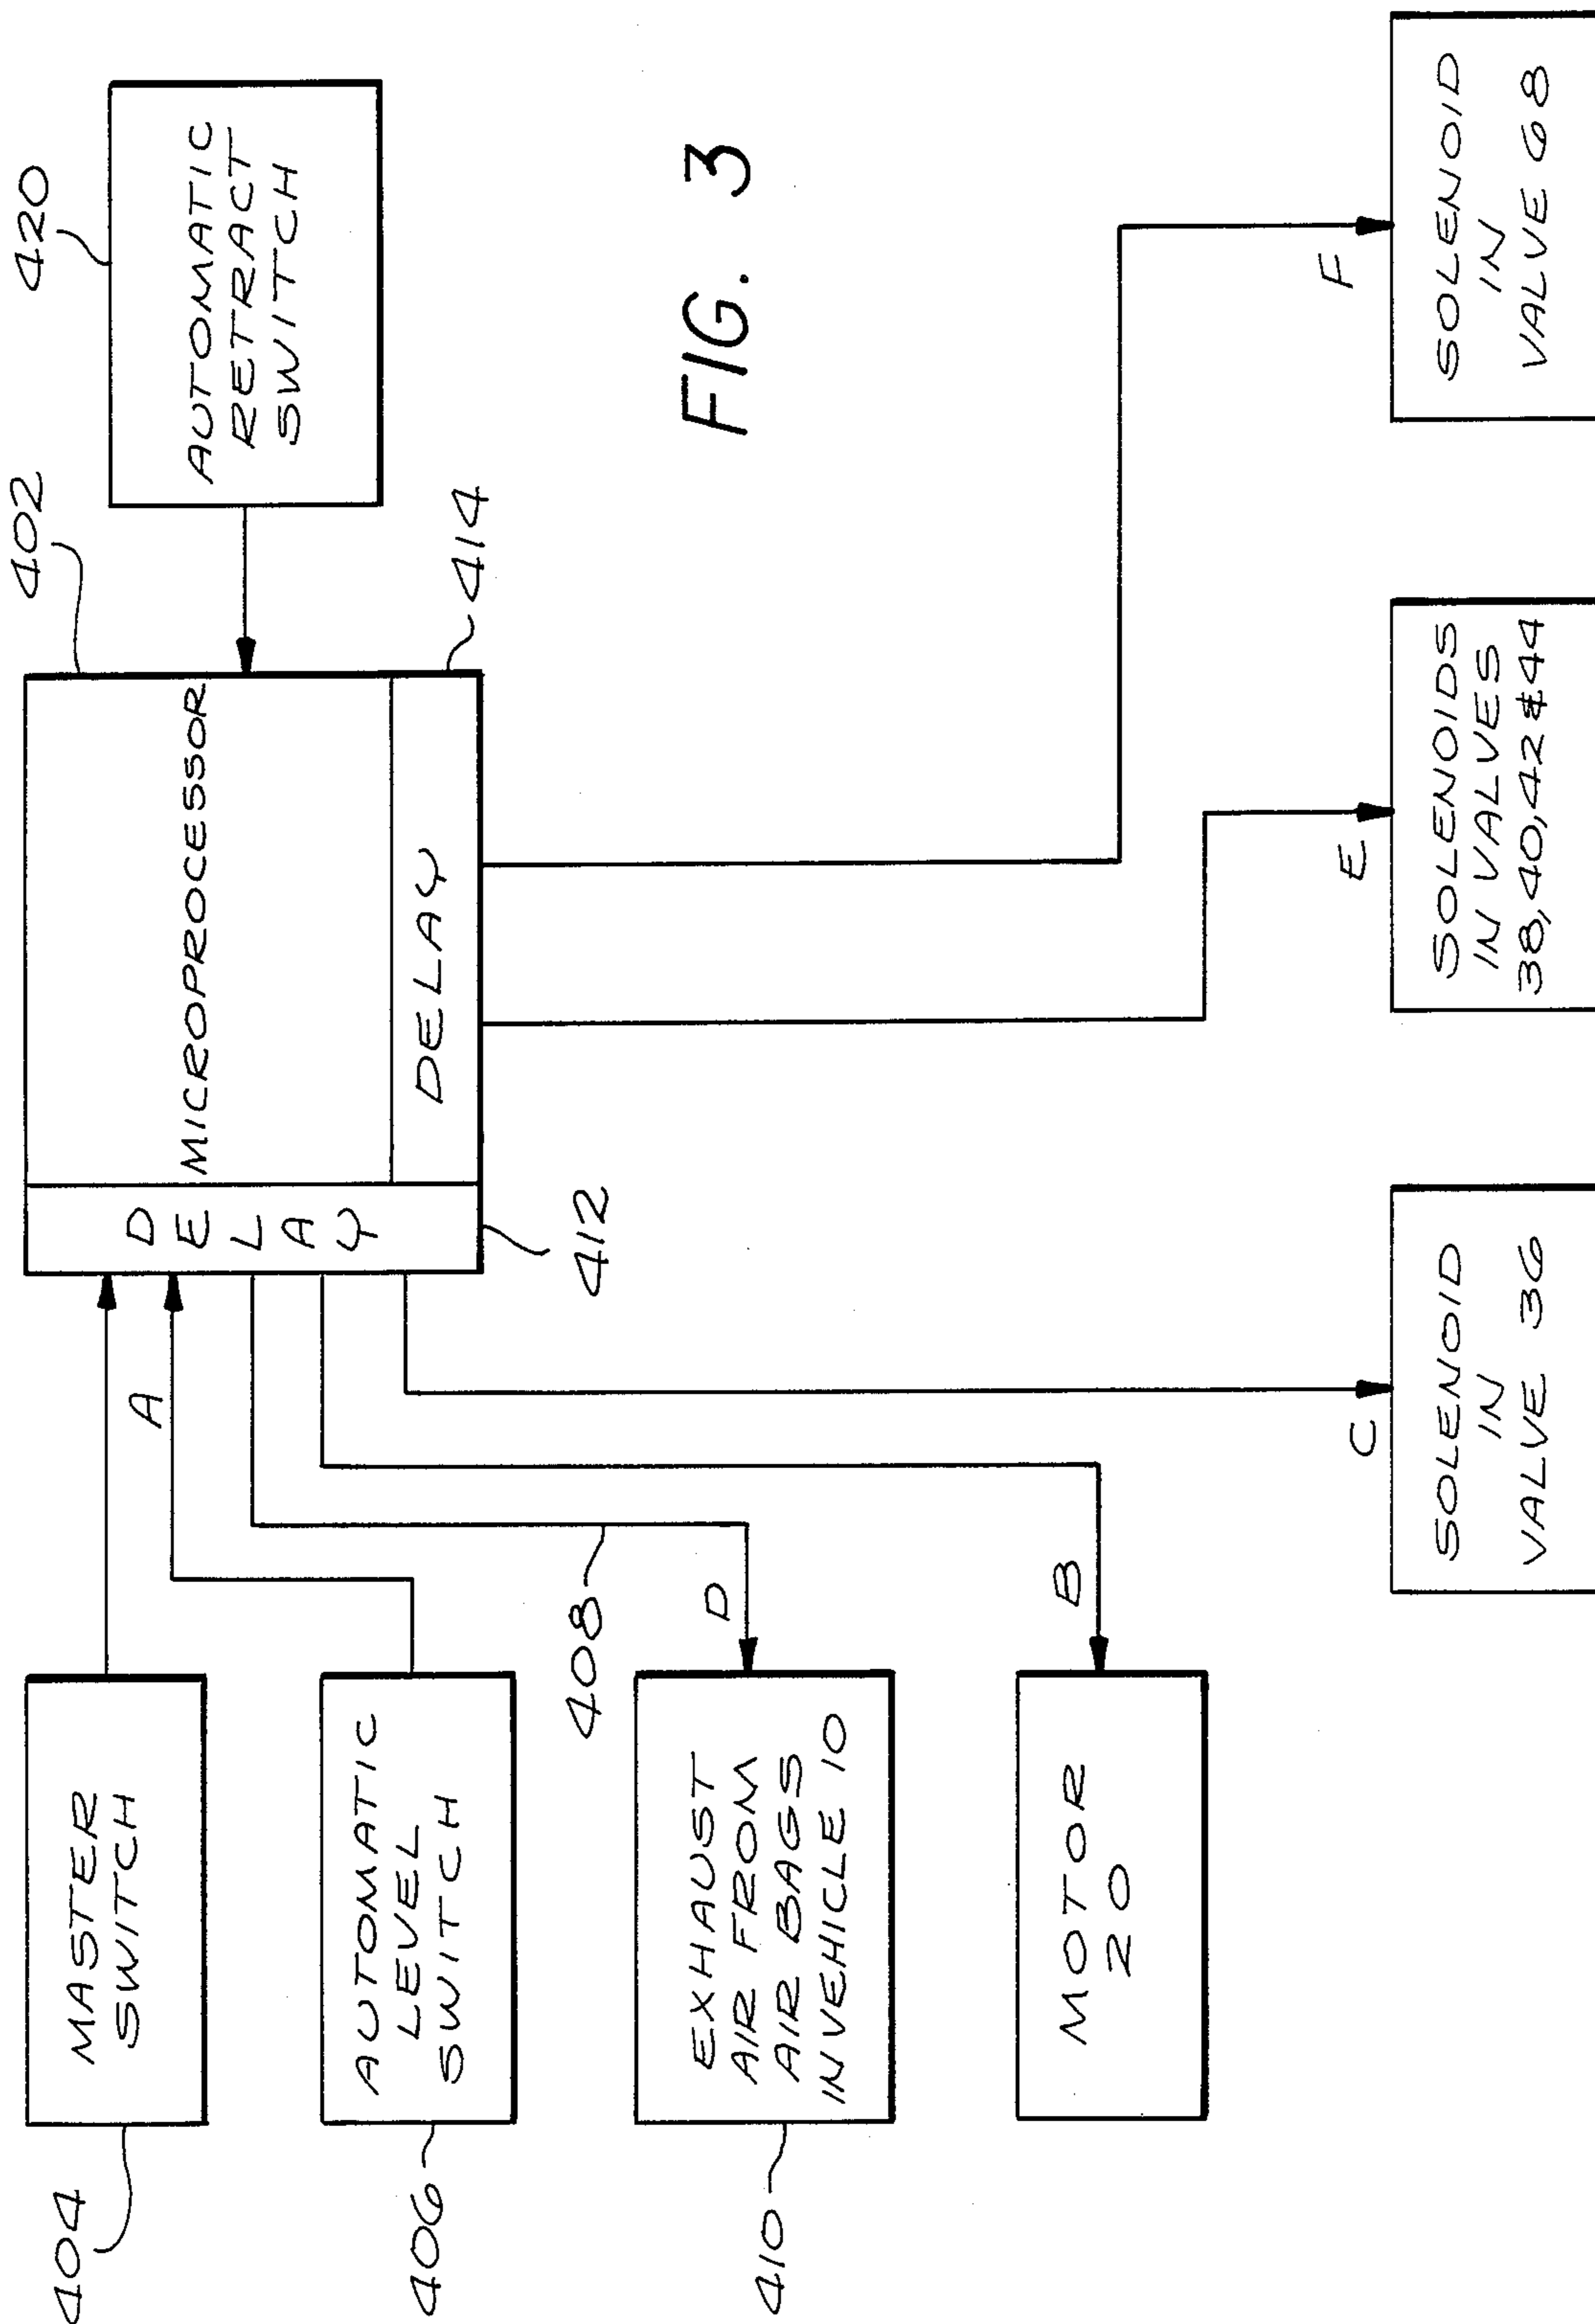 404
MASTER
SWITCH
406
AUTOMATIC
LEVEL
SWITCH
410
EXHAUST
AIR FROM
AIR BAGS
IN VEHICLE 10
MOTOR
20
A
408
D
B
C
DELAY
412
MICROPROCESSOR
402
DELAY
414
420
AUTOMATIC
RETRACT
SWITCH
FIG. 3
SOLENOID
IN
VALVE 36
E
SOLENOIDS
IN VALVES
38,40,42 & 44
F
SOLENOID
IN
VALVE 68